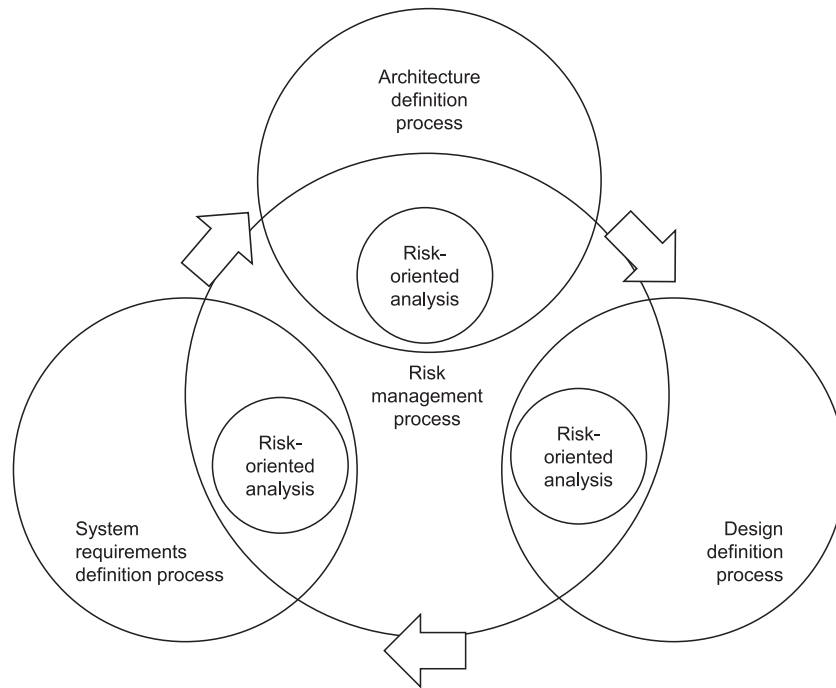 Architecture
definition
process
Risk-
oriented
analysis
Risk
management
process
Risk-
oriented
analysis
Risk-
oriented
analysis
System
requirements
definition process
Design
definition
process